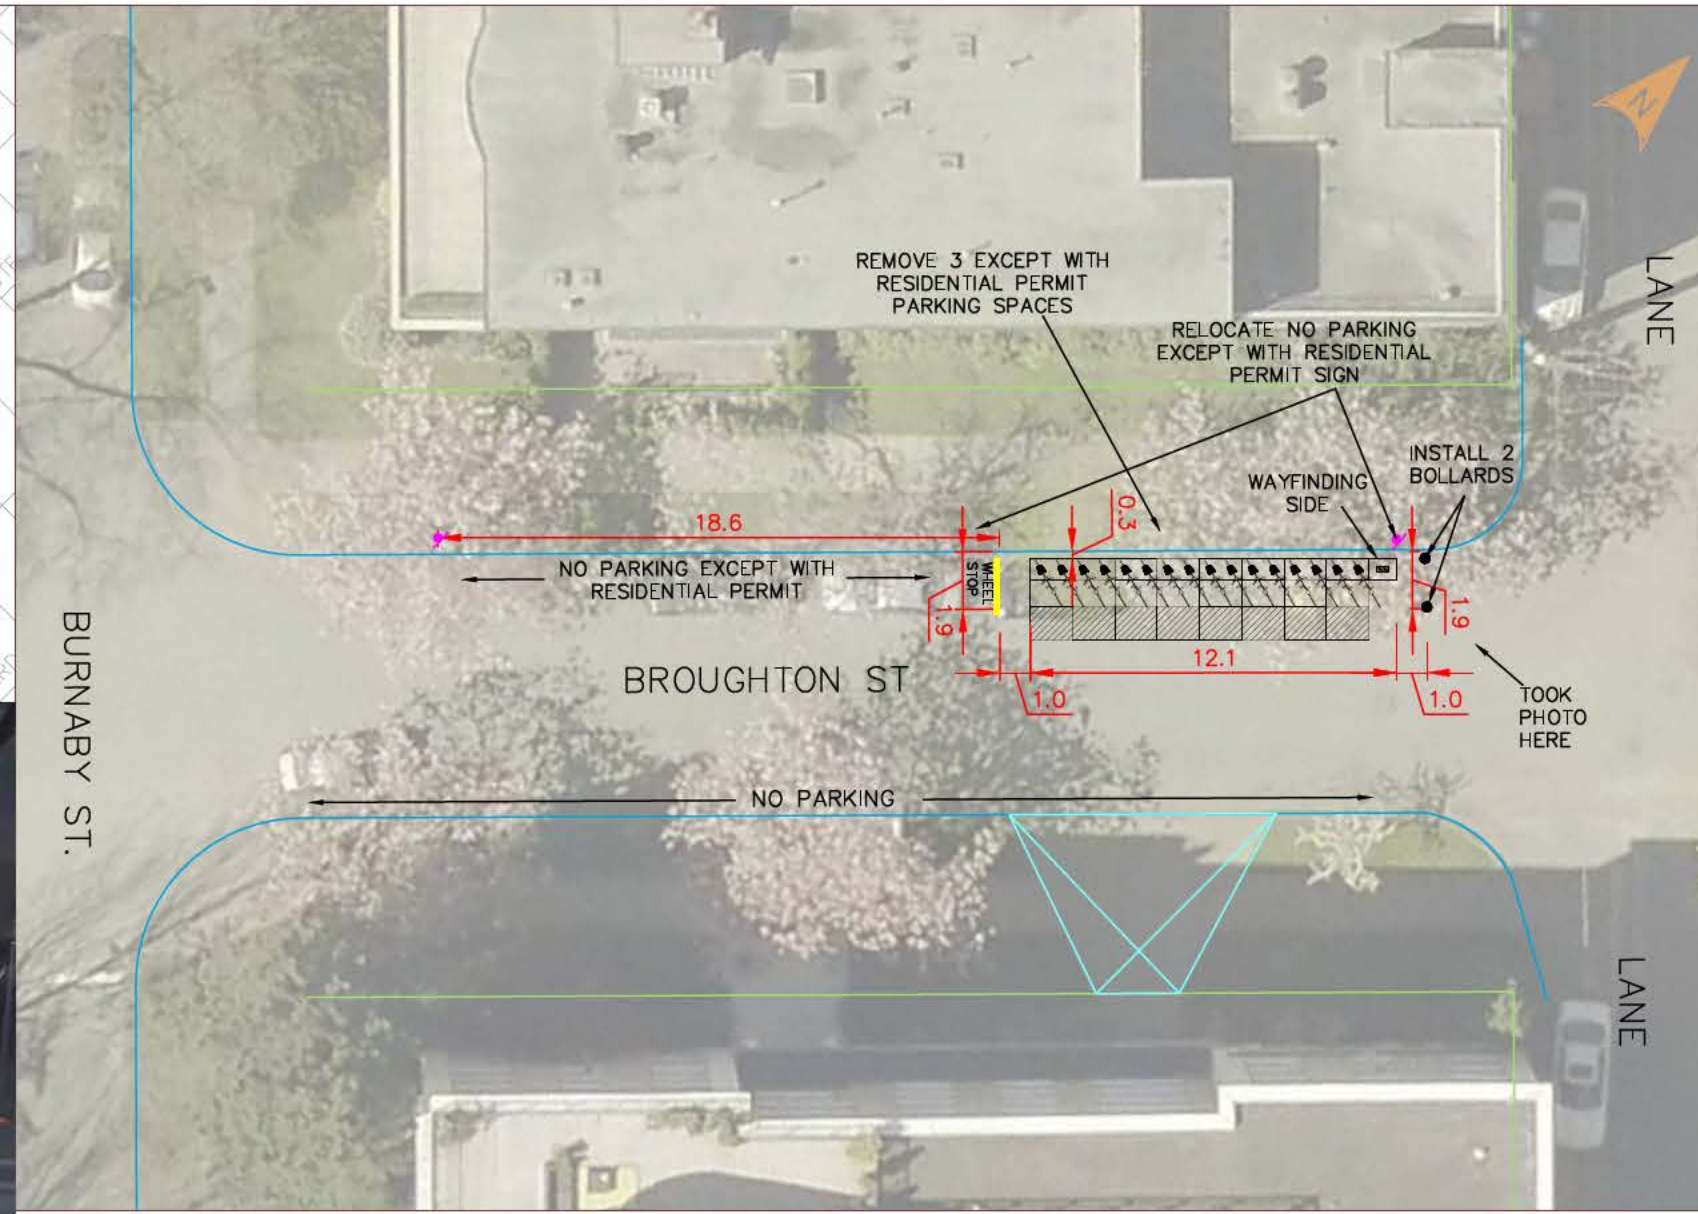 N
LANE
REMOVE 3 EXCEPT WITH
RESIDENTIAL PERMIT
PARKING SPACES
RELOCATE NO PARKING
EXCEPT WITH RESIDENTIAL
PERMIT SIGN
INSTALL 2
BOLLARDS
WAYFINDING
SIDE
0.3
18.6
NO PARKING EXCEPT WITH
RESIDENTIAL PERMIT
WHEEL
STOP
1.9
1.9
BURNABY ST.
BROUGHTON ST
12.1
1.0
1.0
TOOK
PHOTO
HERE
NO PARKING
LANE